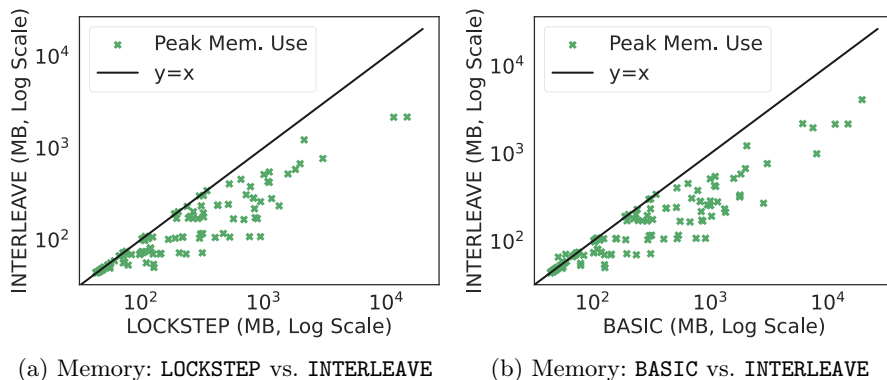 Peak Mem. Use
y=x
INTERLEAVE (MB, Log Scale)
10^4
10^3
10^2
10^2
10^3
10^4
LOCKSTEP (MB, Log Scale)
(a) Memory: LOCKSTEP vs. INTERLEAVE
Peak Mem. Use
y=x
INTERLEAVE (MB, Log Scale)
10^4
10^3
10^2
10^2
10^3
10^4
BASIC (MB, Log Scale)
(b) Memory: BASIC vs. INTERLEAVE